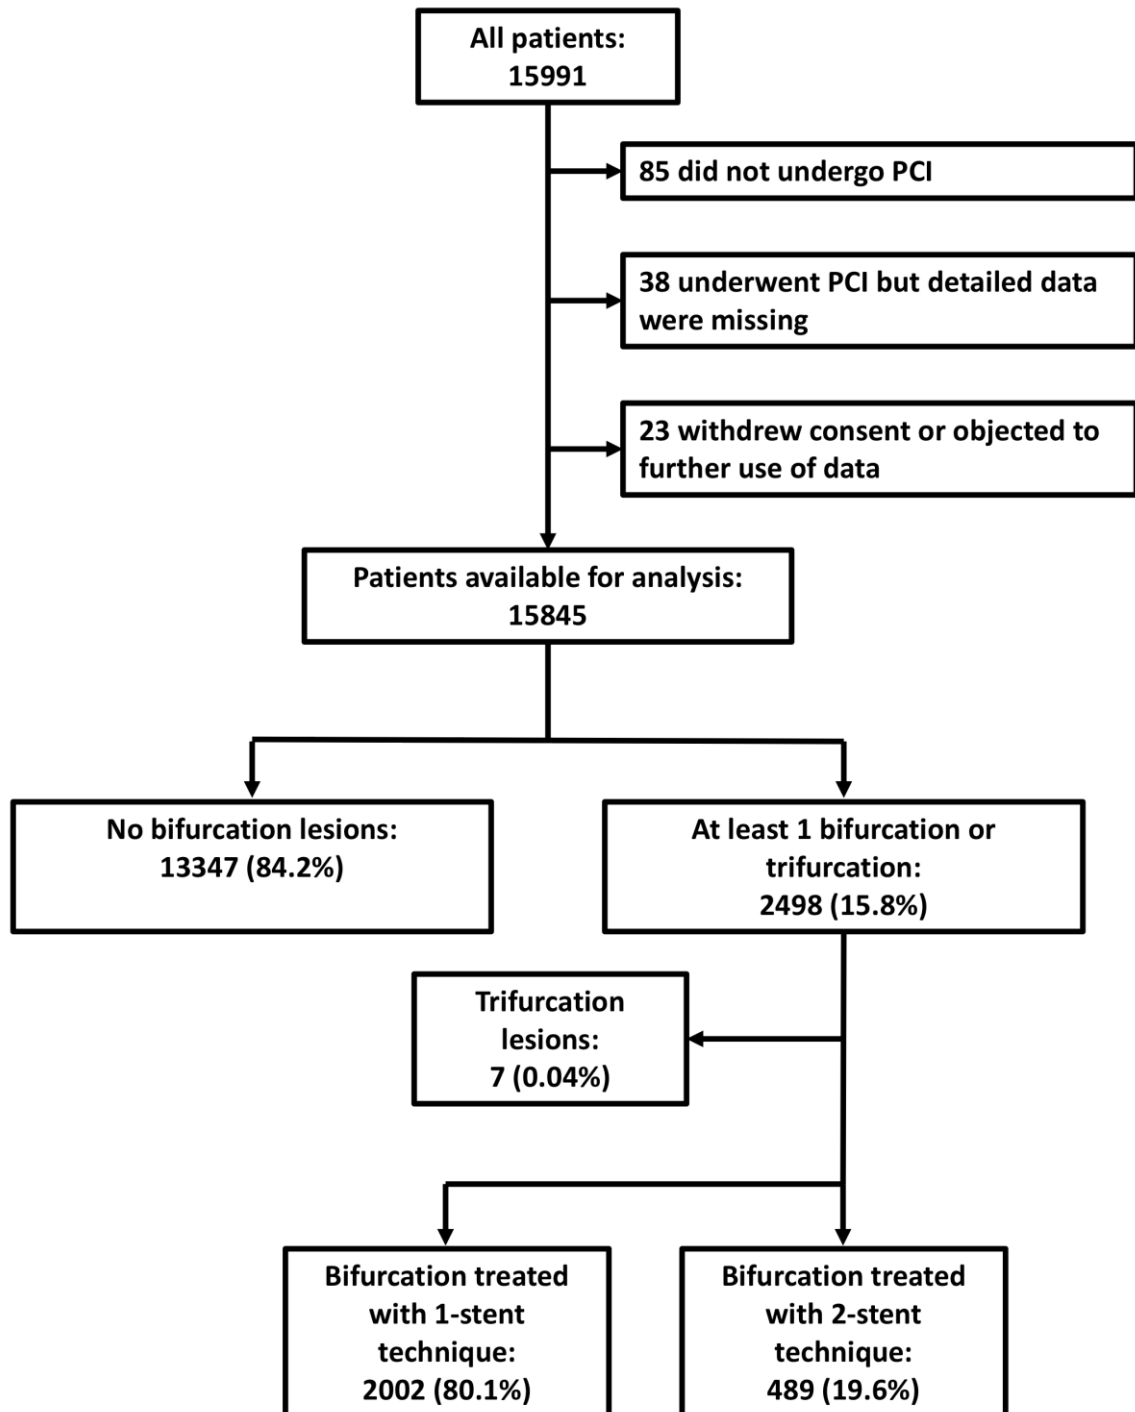 All patients:
15991
85 did not undergo PCI
38 underwent PCI but detailed data
were missing
23 withdrew consent or objected to
further use of data
Patients available for analysis:
15845
No bifurcation lesions:
13347 (84.2%)
At least 1 bifurcation or
trifurcation:
2498 (15.8%)
Trifurcation
lesions:
7 (0.04%)
Bifurcation treated
with 1-stent
technique:
2002 (80.1%)
Bifurcation treated
with 2-stent
technique:
489 (19.6%)